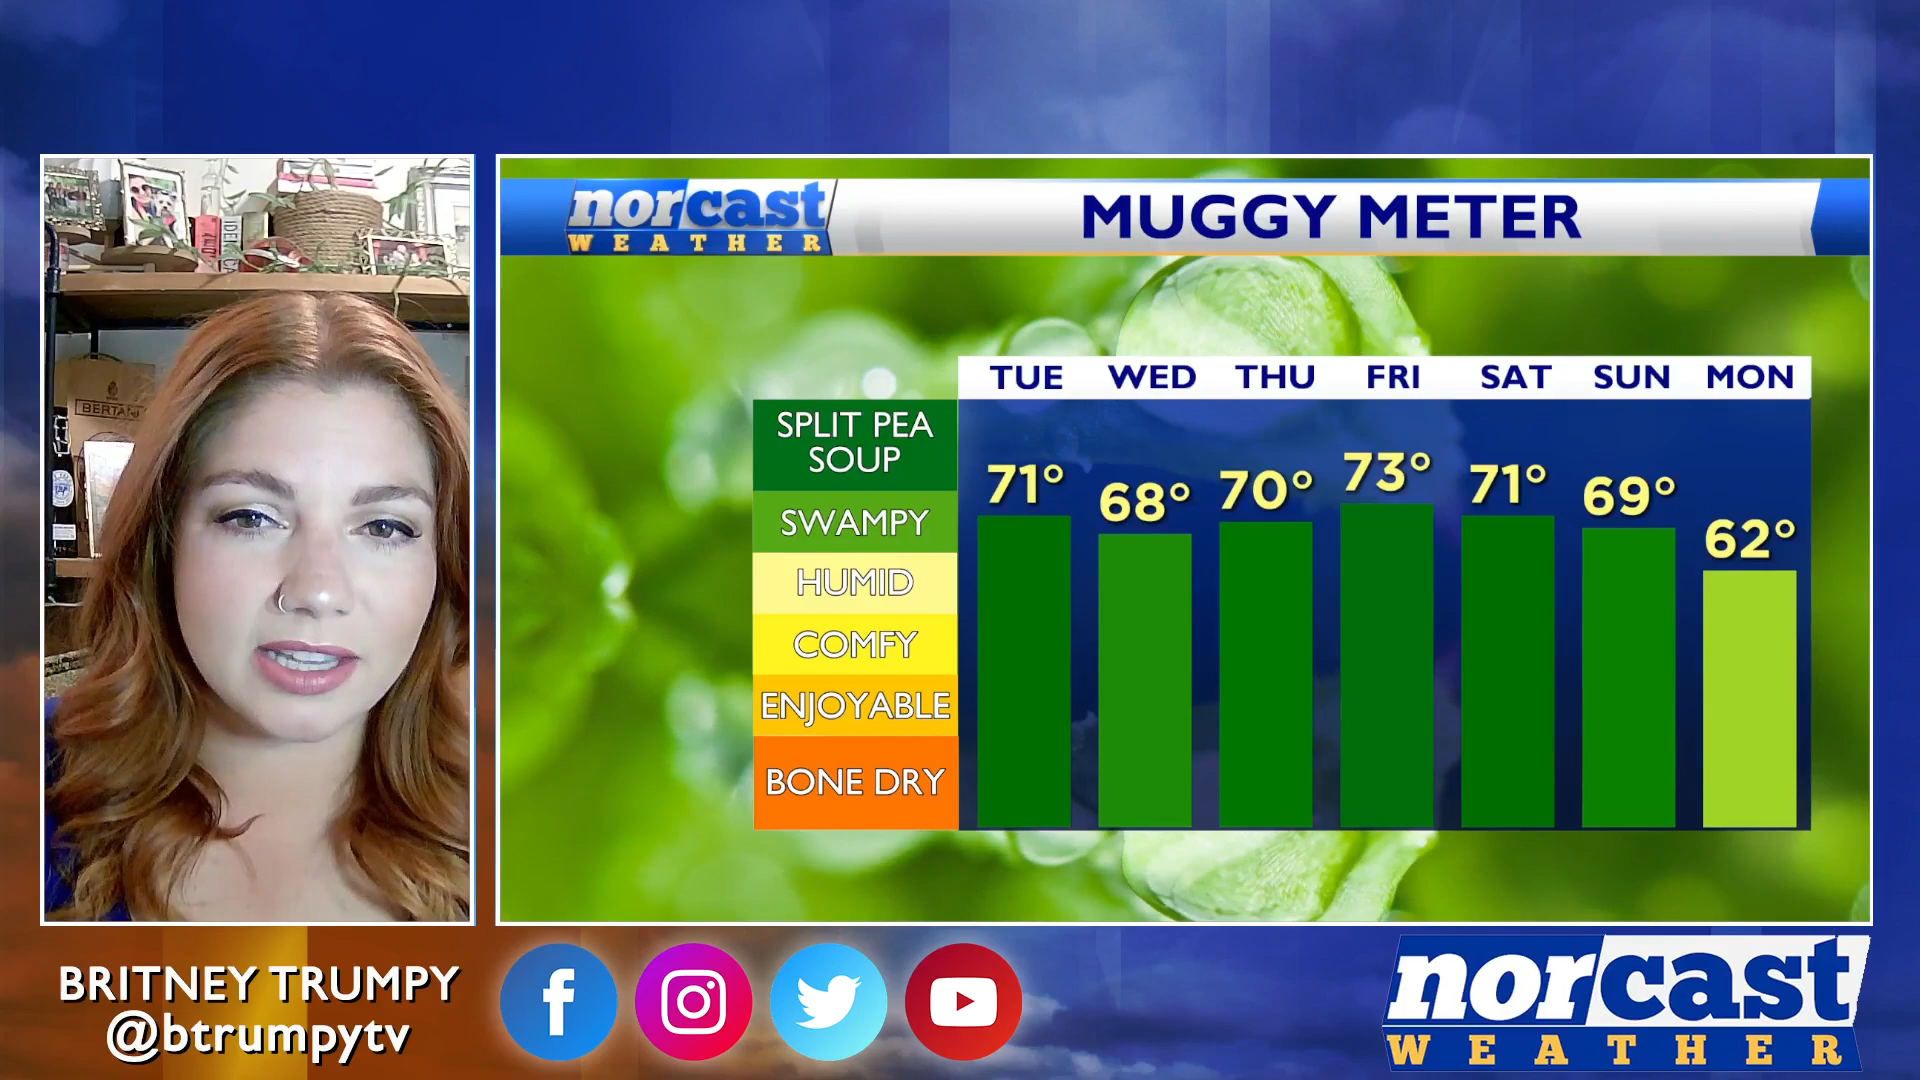 norcast
WEATHER
MUGGY METER
TUE WED THU FRI SAT SUN MON
SPLIT PEA
SOUP
SWAMPY
HUMID
COMFY
ENJOYABLE
BONE DRY
71° 68° 70° 73° 71° 69° 62°
BRITNEY TRUMPY
@btrumpytv
norcast
WEATHER